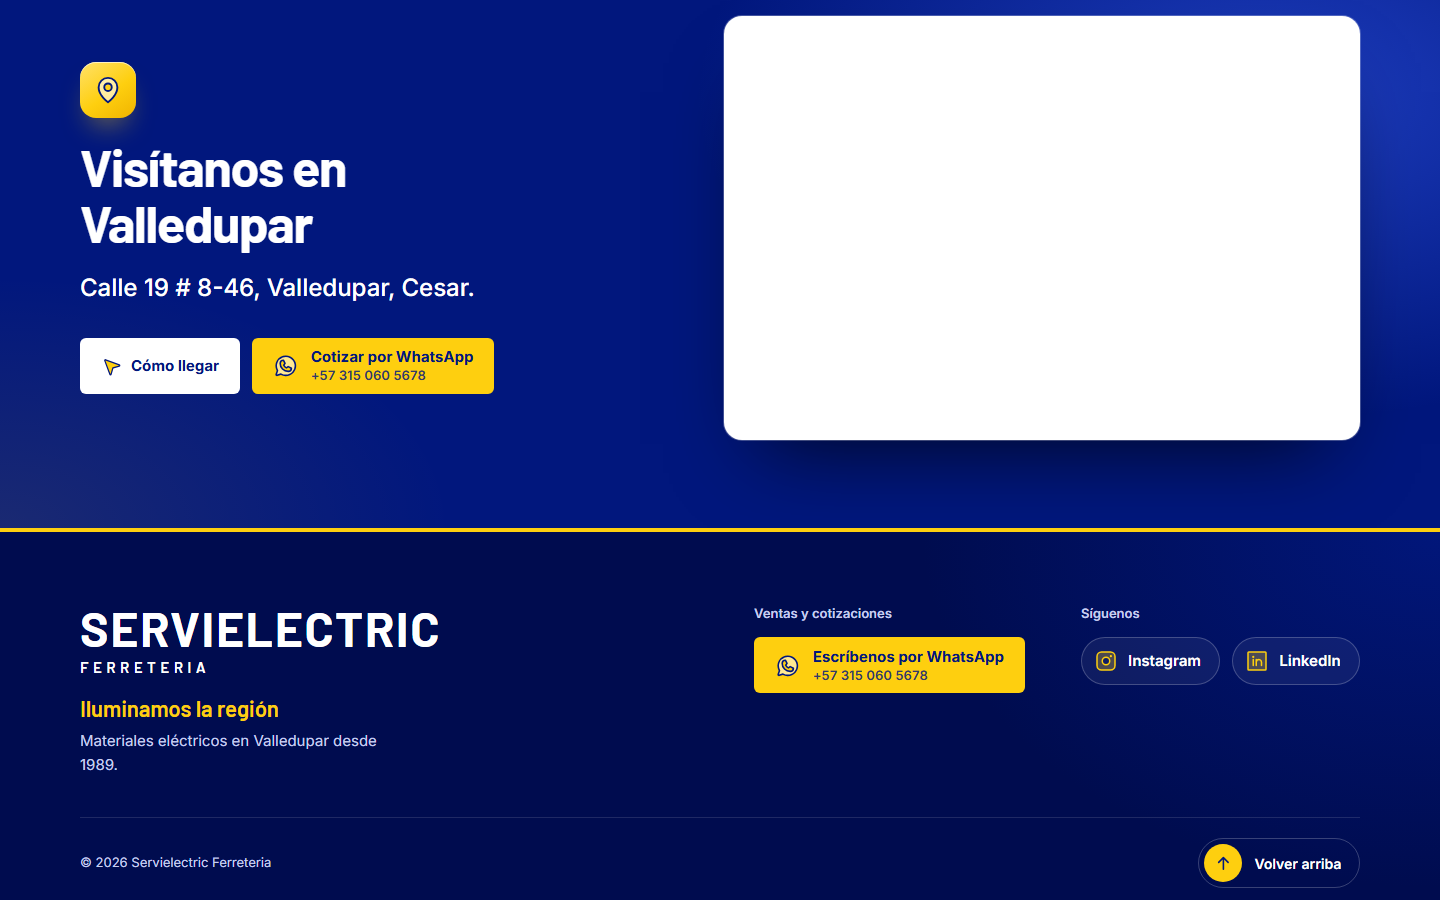 Visítanos en
Valledupar
Calle 19 # 8-46, Valledupar, Cesar.
Cómo llegar
Cotizar por WhatsApp
+57 315 060 5678
SERVIELECTRIC
FERRETERIA
Iluminamos la región
Materiales eléctricos en Valledupar desde
1989.
Ventas y cotizaciones
Escríbenos por WhatsApp
+57 315 060 5678
Síguenos
Instagram
LinkedIn
© 2026 Servielectric Ferreteria
Volver arriba